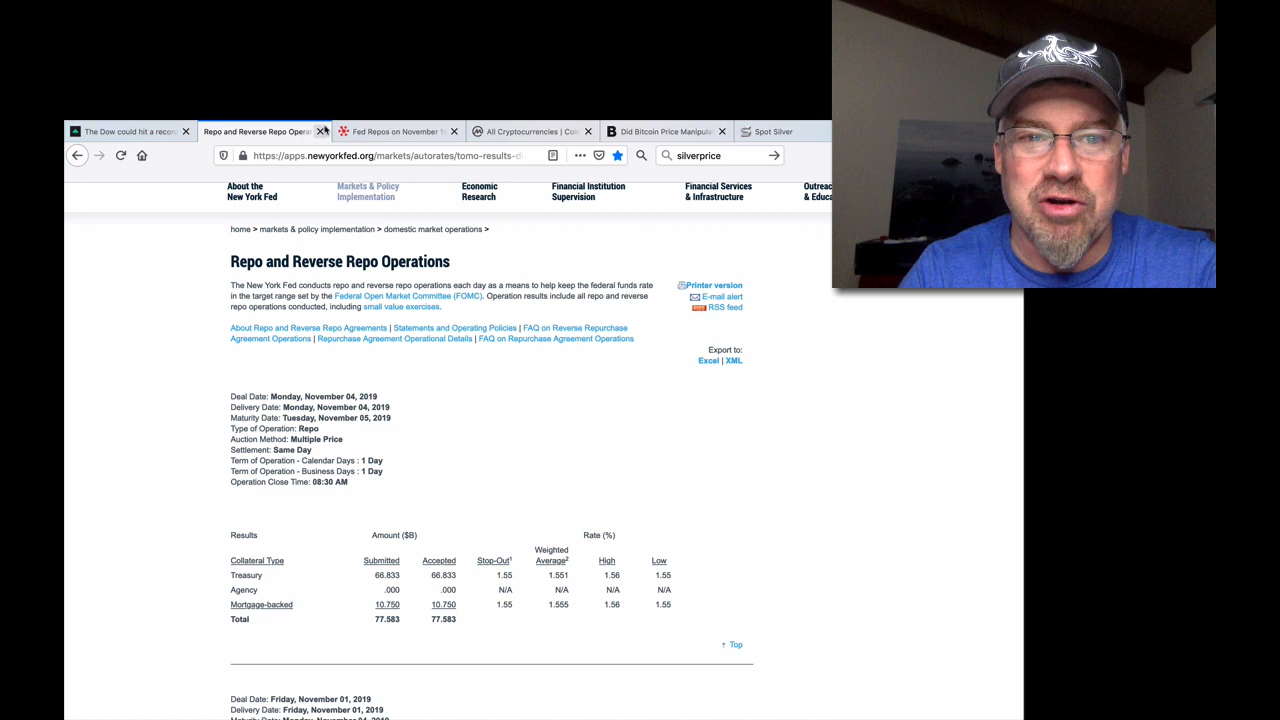 The Dow could hit a recor
Repo and Reverse Repo Operat
Fed Repos on November 1
All Cryptocurrencies | Coi
Did Bitcoin Price Manipula
Spot Silver
https://apps.newyorkfed.org/markets/autorates/tomo-results-d
silverprice
About the New York Fed
Markets & Policy Implementation
Economic Research
Financial Institution Supervision
Financial Services & Infrastructure
Outreac & Educa
home > markets & policy implementation > domestic market operations >
Repo and Reverse Repo Operations
The New York Fed conducts repo and reverse repo operations each day as a means to help keep the federal funds rate
in the target range set by the Federal Open Market Committee (FOMC). Operation results include all repo and reverse
repo operations conducted, including small value exercises.
Printer version
E-mail alert
RSS feed
About Repo and Reverse Repo Agreements | Statements and Operating Policies | FAQ on Reverse Repurchase
Agreement Operations | Repurchase Agreement Operational Details | FAQ on Repurchase Agreement Operations
Export to:
Excel | XML
Deal Date: Monday, November 04, 2019
Delivery Date: Monday, November 04, 2019
Maturity Date: Tuesday, November 05, 2019
Type of Operation: Repo
Auction Method: Multiple Price
Settlement: Same Day
Term of Operation - Calendar Days : 1 Day
Term of Operation - Business Days : 1 Day
Operation Close Time: 08:30 AM
Results Amount ($B) Rate (%)
Collateral Type Submitted Accepted Stop-Out1 Weighted Average2 High Low
Treasury 66.833 66.833 1.55 1.551 1.56 1.55
Agency .000 .000 N/A N/A N/A N/A
Mortgage-backed 10.750 10.750 1.55 1.555 1.56 1.55
Total 77.583 77.583
↑ Top
Deal Date: Friday, November 01, 2019
Delivery Date: Friday, November 01, 2019
Maturity Date: Monday, November 04, 2019